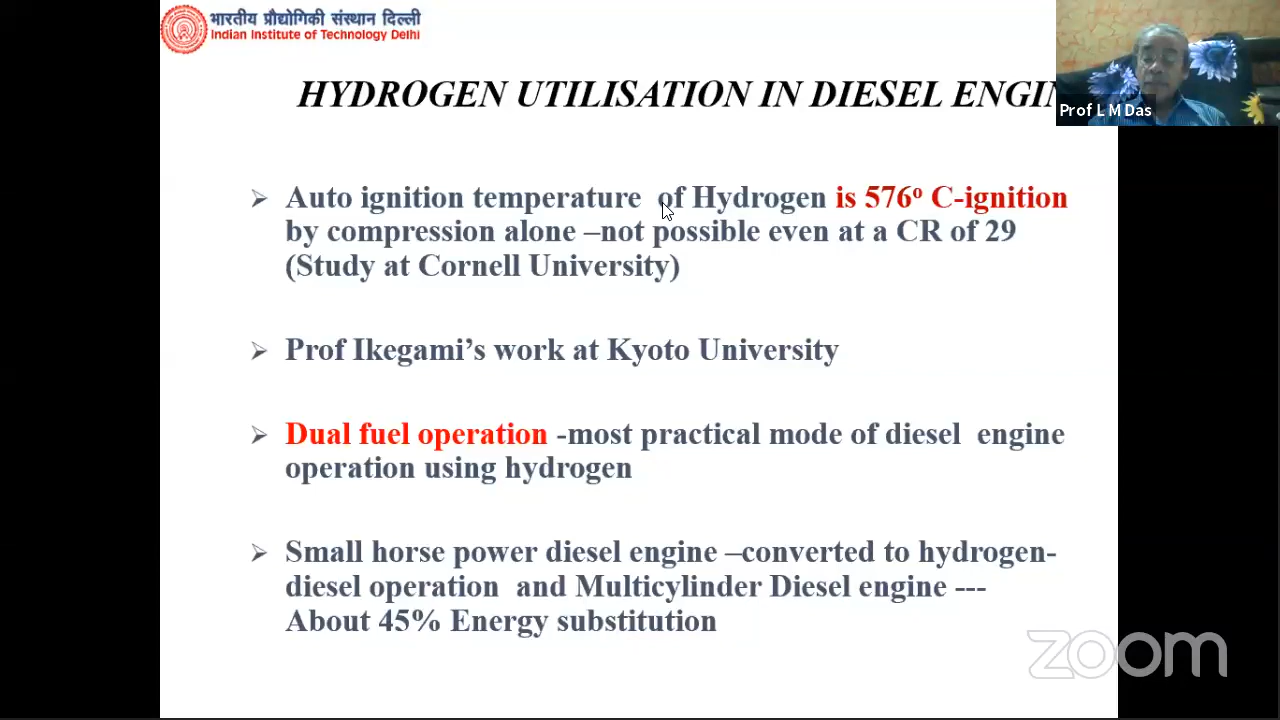 भारतीय प्रौद्योगिकी संस्थान दिल्ली
Indian Institute of Technology Delhi
HYDROGEN UTILISATION IN DIESEL ENGIN
Prof L M Das
➢ Auto ignition temperature of Hydrogen is 576º C-ignition
by compression alone –not possible even at a CR of 29
(Study at Cornell University)
➢ Prof Ikegami’s work at Kyoto University
➢ Dual fuel operation -most practical mode of diesel engine
operation using hydrogen
➢ Small horse power diesel engine –converted to hydrogen-
diesel operation and Multicylinder Diesel engine ---
About 45% Energy substitution
zoom